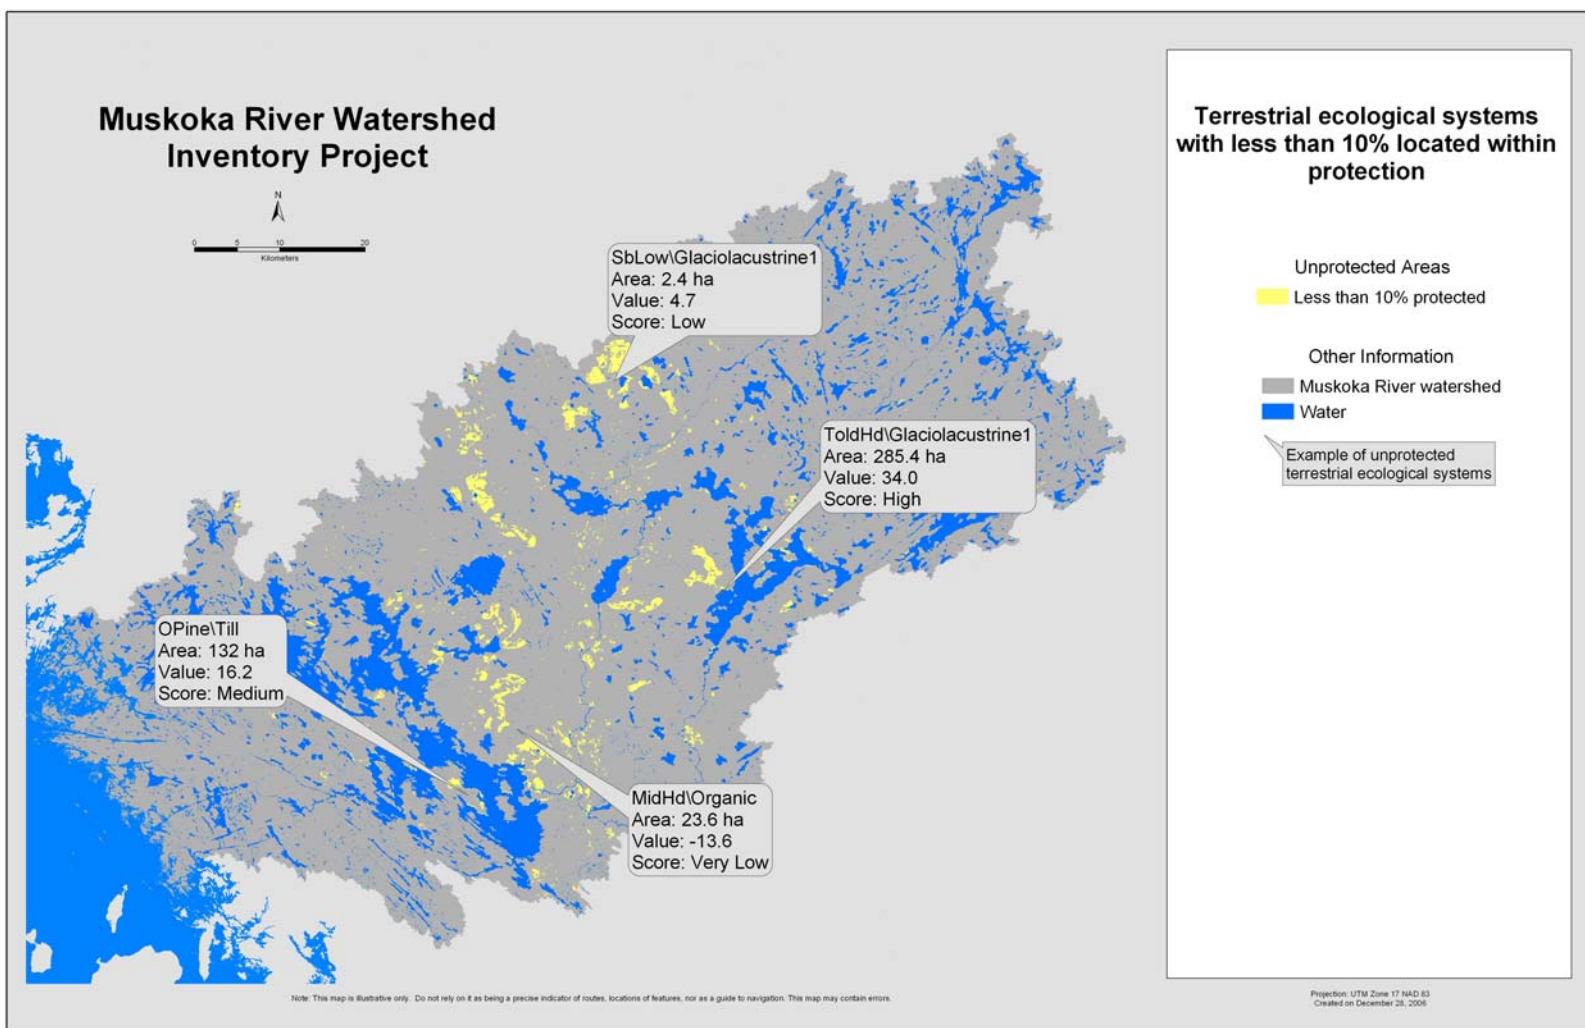 Muskoka River Watershed
Inventory Project
N
0 5 10 20
Kilometers
SbLow\Glaciolacustrine1
Area: 2.4 ha
Value: 4.7
Score: Low
ToldHd\Glaciolacustrine1
Area: 285.4 ha
Value: 34.0
Score: High
OPine\Till
Area: 132 ha
Value: 16.2
Score: Medium
MidHd\Organic
Area: 23.6 ha
Value: -13.6
Score: Very Low
Note: This map is illustrative only. Do not rely on it as being a precise indicator of routes, locations of features, nor as a guide to navigation. This map may contain errors.
Terrestrial ecological systems
with less than 10% located within
protection
Unprotected Areas
Less than 10% protected
Other Information
Muskoka River watershed
Water
Example of unprotected
terrestrial ecological systems
Projection: UTM Zone 17 NAD 83
Created on December 28, 2006